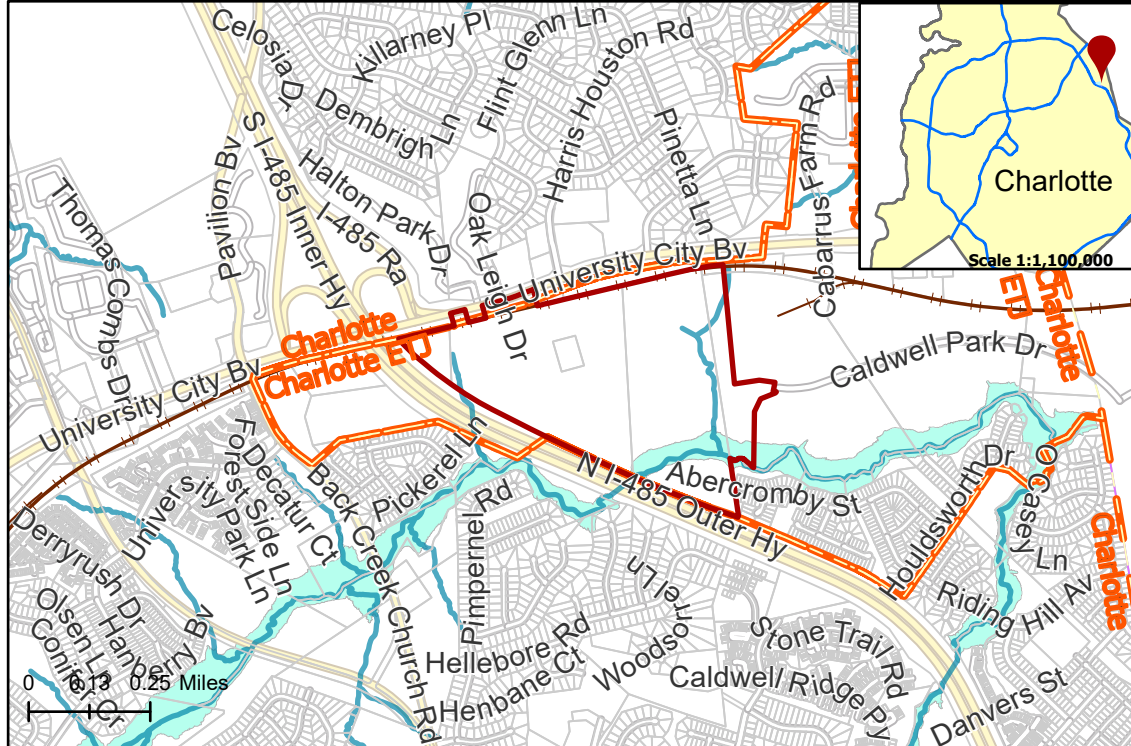 Celosia Dr
Killarney Pl
Flint Glenn Ln
Dembrigh Ln
Harris Houston Rd
Pinetta Ln
Cabarrus Farm Rd
Charlotte
Scale 1:1,100,000
S I-485 Inner Hy
Halton Park Dr
I-485 Ra
Oak Leigh Dr
Pavilion Bv
Thomas Combs Dr
University City Bv
Charlotte
Charlotte ETJ
University City Bv
Caldwell Park Dr
ETJ
Charlotte
Charlotte
Pickerel Ln
Forest Side Ln
Decatur Ct
University Park Ln
Back Creek Church Rd
Pimpernel Rd
N I-485 Outer Hy
Abercromby St
Houldsworth Dr
O Casey Ln
Riding Hill Av
Danvers St
Derryrush Dr
Olsen Ln
Conifer Cr
Hanberry Bz
Hellebore Rd
Henbane Ct
Woodsorrel Ln
Stone Trail Rd
Caldwell Ridge Py
0 0.13 0.25 Miles